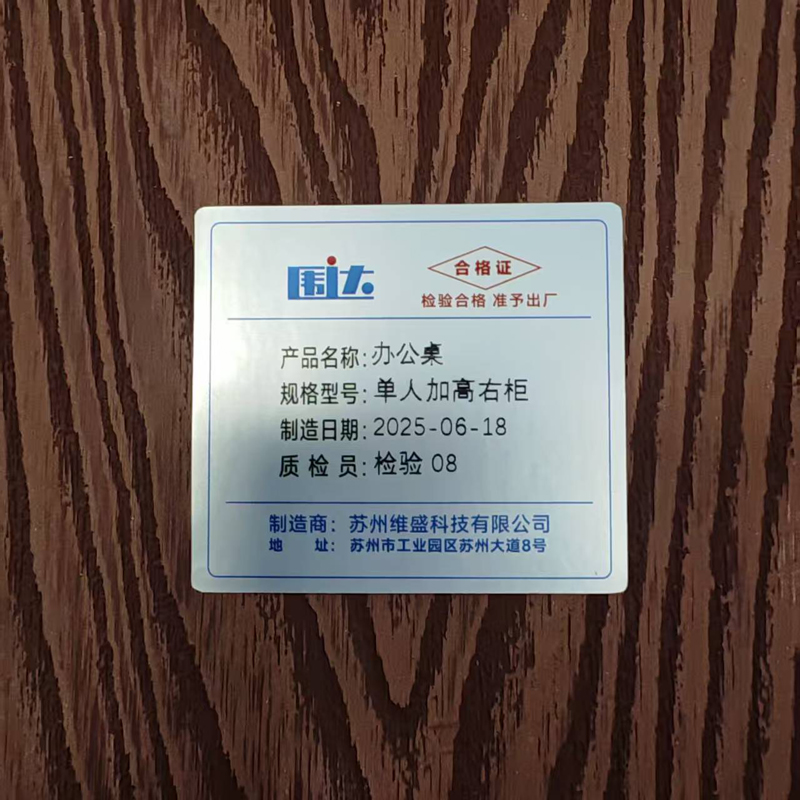 围达
合格证
检验合格 准予出厂
产品名称: 办公桌
规格型号: 单人加高右柜
制造日期: 2025-06-18
质检员: 检验 08
制造商: 苏州维盛科技有限公司
地址: 苏州市工业园区苏州大道8号